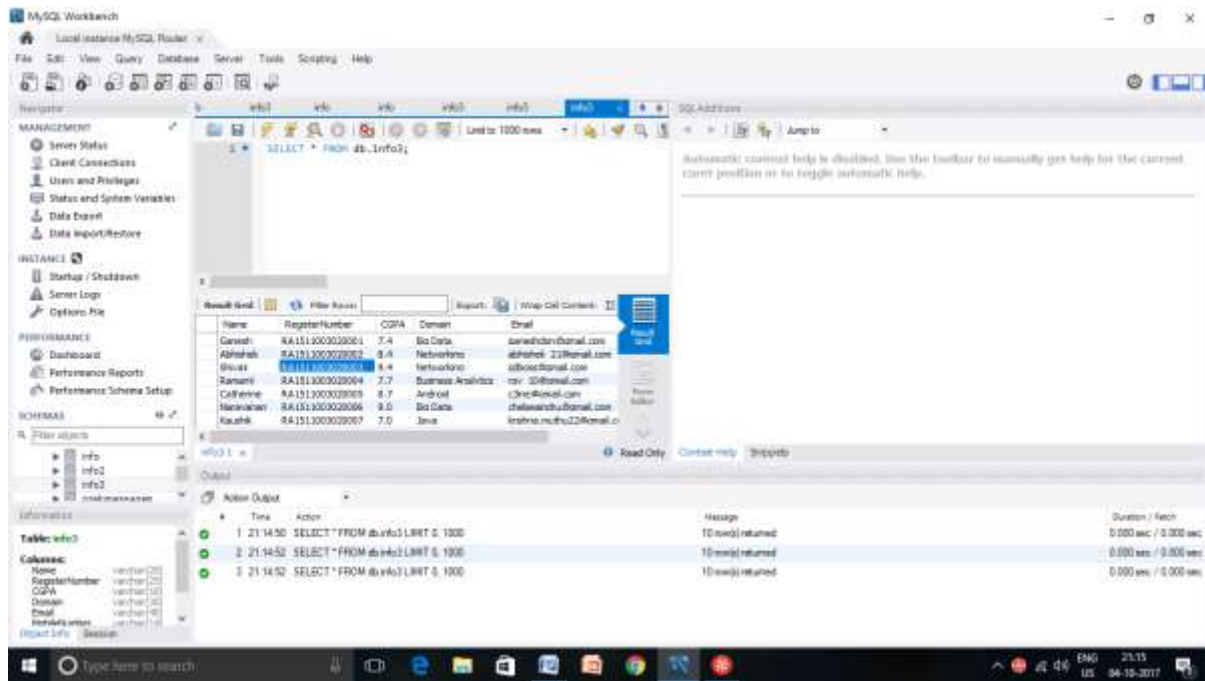 MySQL Workbench
Local instance MySQL Router x
File Edit View Query Database Server Tools Scripting Help
Navigator
MANAGEMENT
Server Status
Client Connections
Users and Privileges
Status and System Variables
Data Export
Data Import/Restore
INSTANCE
Startup / Shutdown
Server Logs
Options File
PERFORMANCE
Dashboard
Performance Reports
Performance Schema Setup
SCHEMAS
Filter objects
info
info2
info3
Information
Table: info3
Columns:
Name varchar(20)
RegisterNumber varchar(20)
CGPA
Domain
Email
Object Info Session
info3 info info info3 info3 info3
Limit to 1000 rows
1 SELECT * FROM db.info3;
Result Grid Filter Rows: Export: Wrap Cell Content:
Name RegisterNumber CGPA Domain Email
Ganesh RA1511003020001 7.4 Big Data
Abhishek RA1511003020002 8.4 Networking
RA1511003020003 9.4 Networking
Ramani RA1511003020004 7.7 Business Analytics
Catherine RA1511003020005 8.7 Android
Narayanan RA1511003020006 9.0 Big Data
Kaushik RA1511003020007 7.0 Java
Result Grid
Form Editor
info3 1 x
Read Only
SQL Additions
Jump to
Automatic context help is disabled. Use the toolbar to manually get help for the current caret position or to toggle automatic help.
Context Help Snippets
Output
Action Output
# Time Action Message Duration / Fetch
1 21:14:50 SELECT * FROM db.info3 LIMIT 0, 1000 10 row(s) returned 0.000 sec / 0.000 sec
2 21:14:52 SELECT * FROM db.info3 LIMIT 0, 1000 10 row(s) returned 0.000 sec / 0.000 sec
3 21:14:52 SELECT * FROM db.info3 LIMIT 0, 1000 10 row(s) returned 0.000 sec / 0.000 sec
Type here to search
ENG
US
21:15
04-10-2017